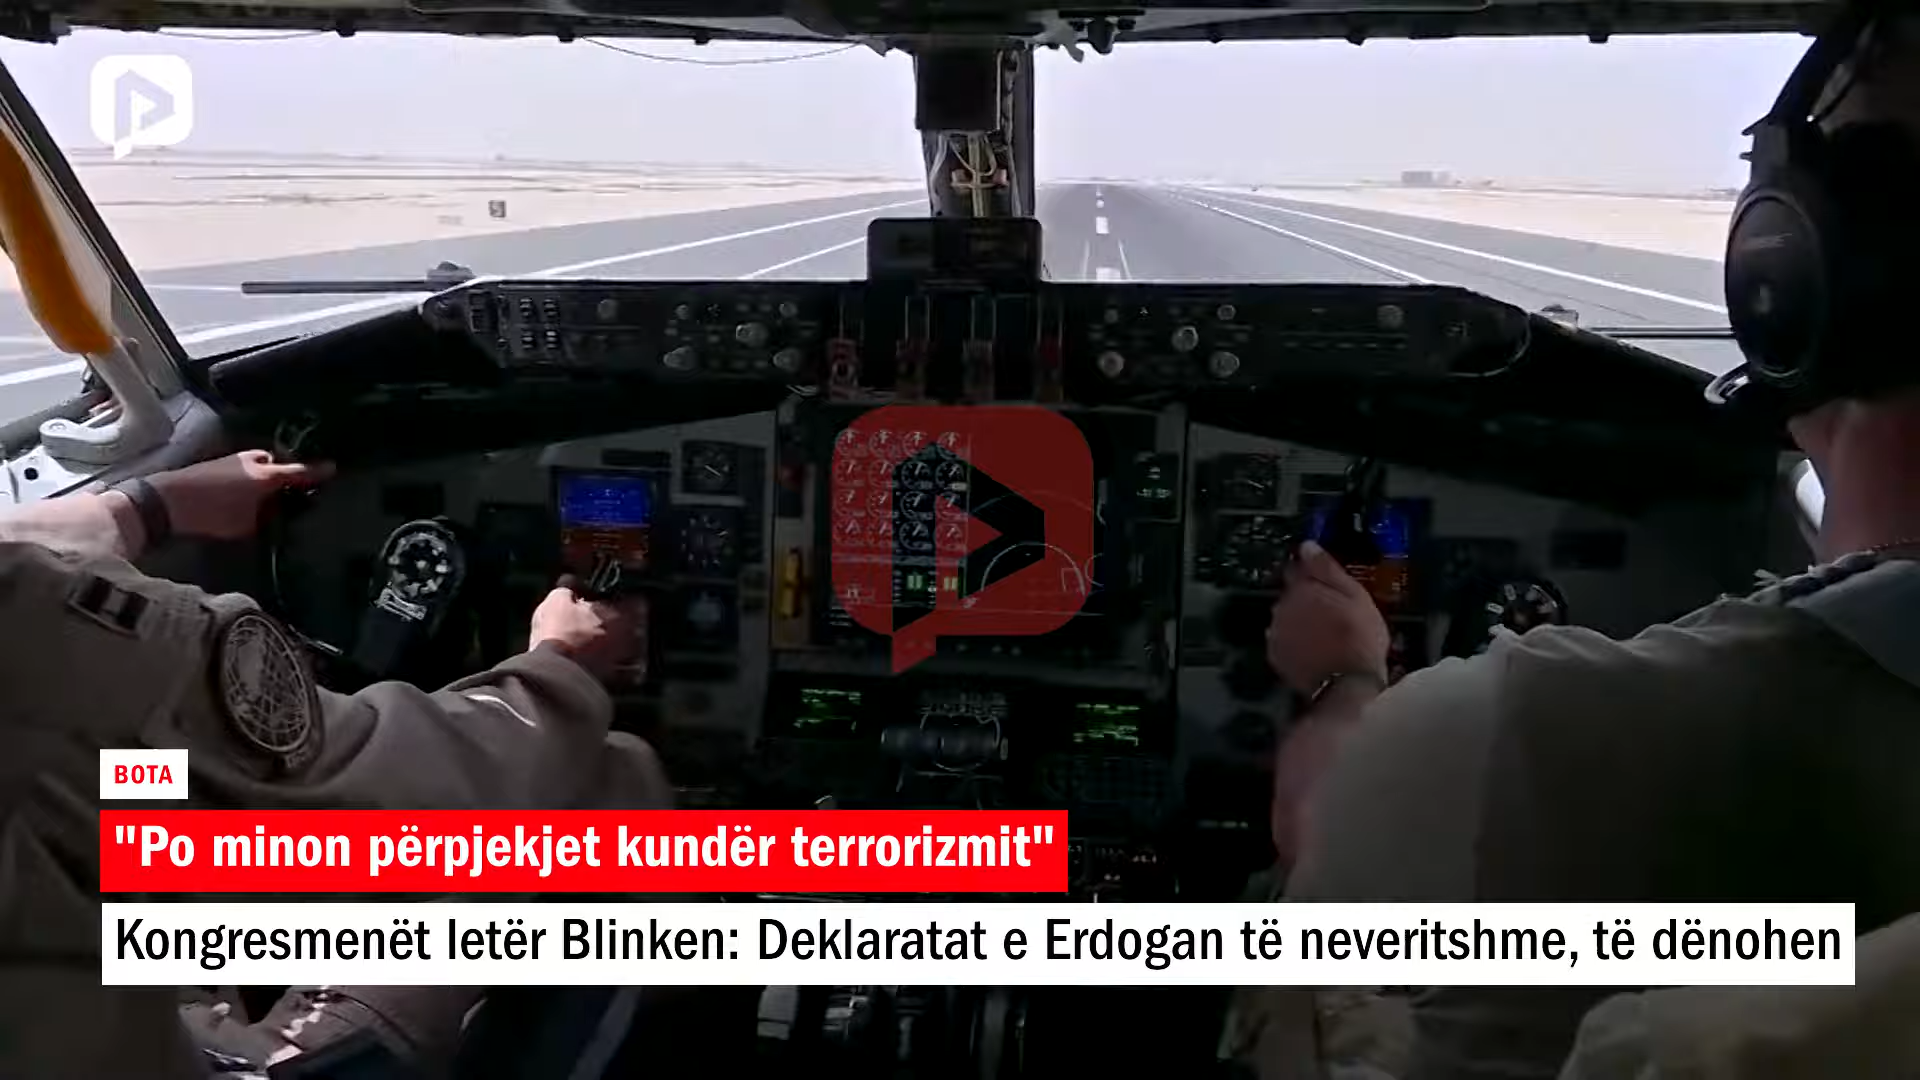 BOTA
"Po minon përpjekjet kundër terrorizmit"
Kongresmenët letër Blinken: Deklaratat e Erdogan të neveritshme, të dënohen